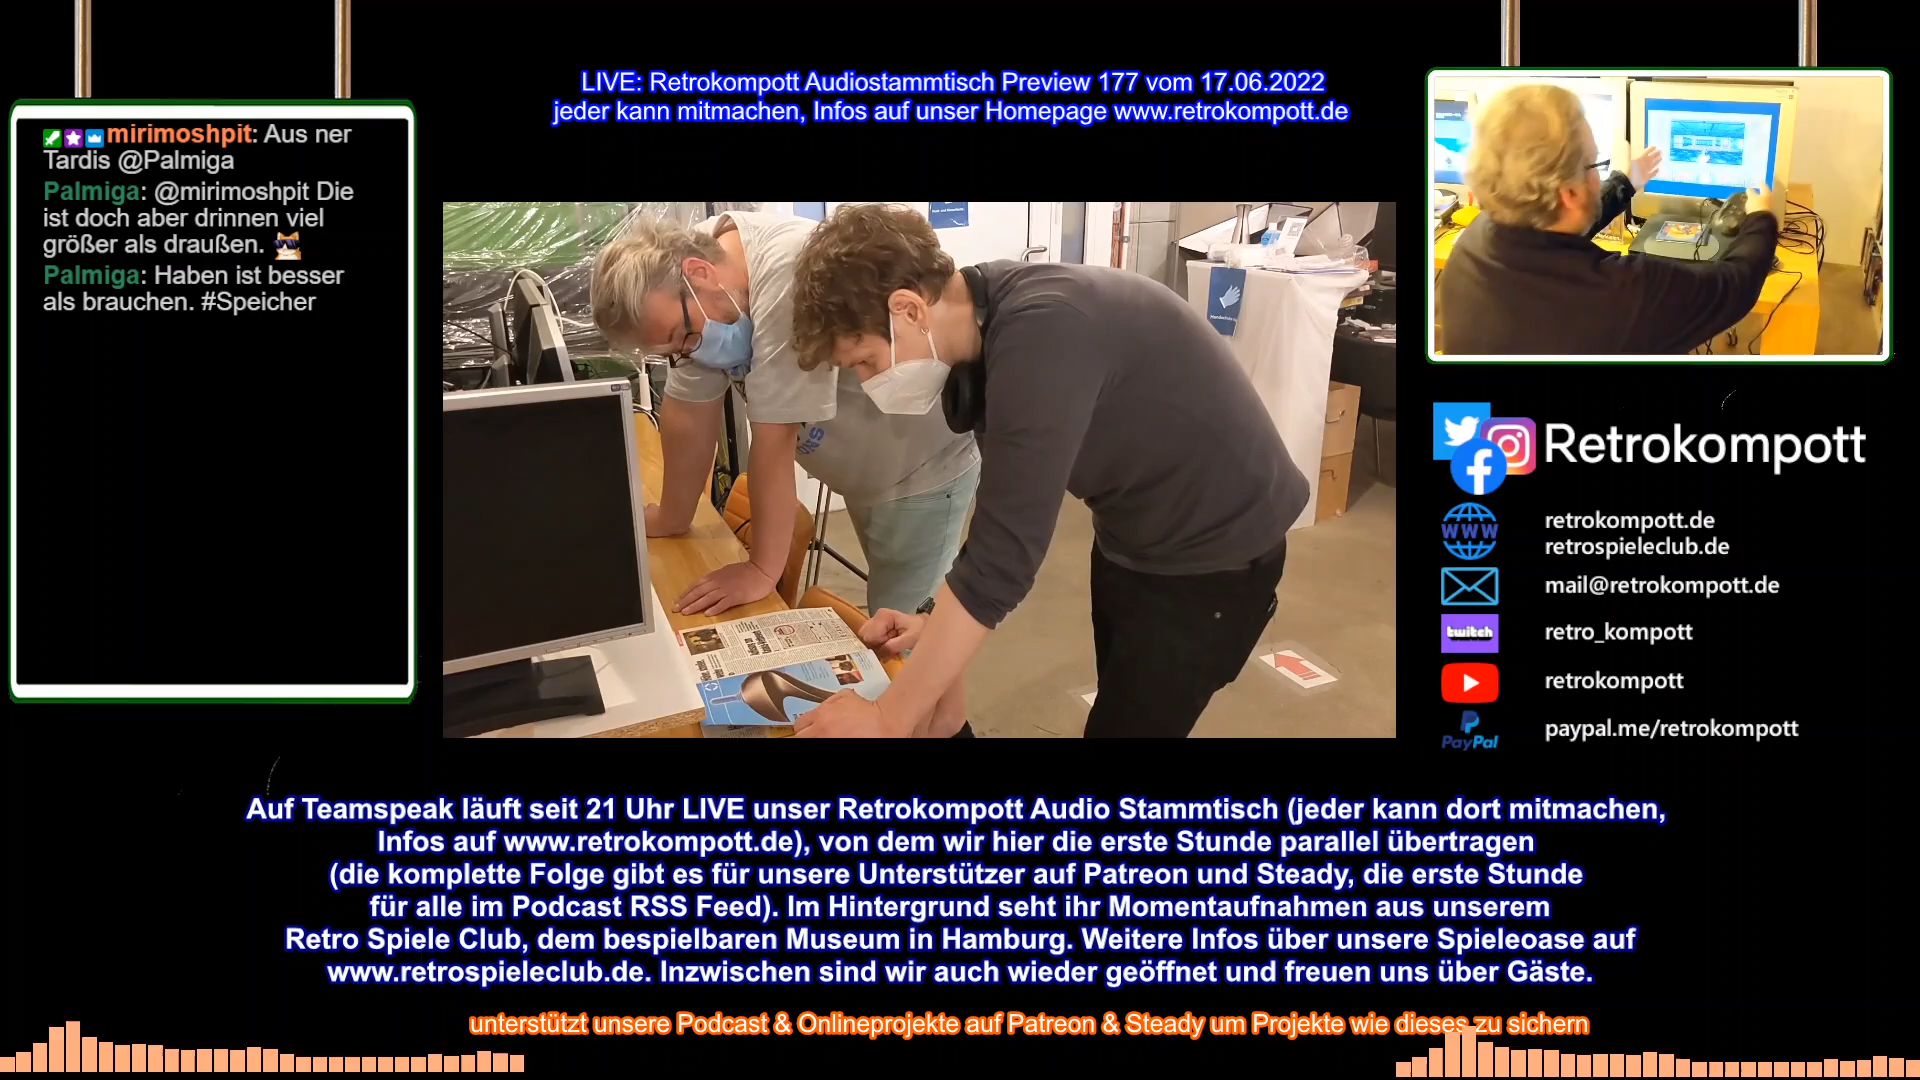 LIVE: Retrokompott Audiostammtisch Preview 177 vom 17.06.2022
jeder kann mitmachen, Infos auf unser Homepage www.retrokompott.de
mirimoshpit: Aus ner
Tardis @Palmiga
Palmiga: @mirimoshpit Die
ist doch aber drinnen viel
größer als draußen.
Palmiga: Haben ist besser
als brauchen. #Speicher
Retrokompott
WWW
retrokompott.de
retrospieleclub.de
mail@retrokompott.de
twitch
retro_kompott
retrokompott
PayPal
paypal.me/retrokompott
Auf Teamspeak läuft seit 21 Uhr LIVE unser Retrokompott Audio Stammtisch (jeder kann dort mitmachen,
Infos auf www.retrokompott.de), von dem wir hier die erste Stunde parallel übertragen
(die komplette Folge gibt es für unsere Unterstützer auf Patreon und Steady, die erste Stunde
für alle im Podcast RSS Feed). Im Hintergrund seht ihr Momentaufnahmen aus unserem
Retro Spiele Club, dem bespielbaren Museum in Hamburg. Weitere Infos über unsere Spieleoase auf
www.retrospieleclub.de. Inzwischen sind wir auch wieder geöffnet und freuen uns über Gäste.
unterstützt unsere Podcast & Onlineprojekte auf Patreon & Steady um Projekte wie dieses zu sichern